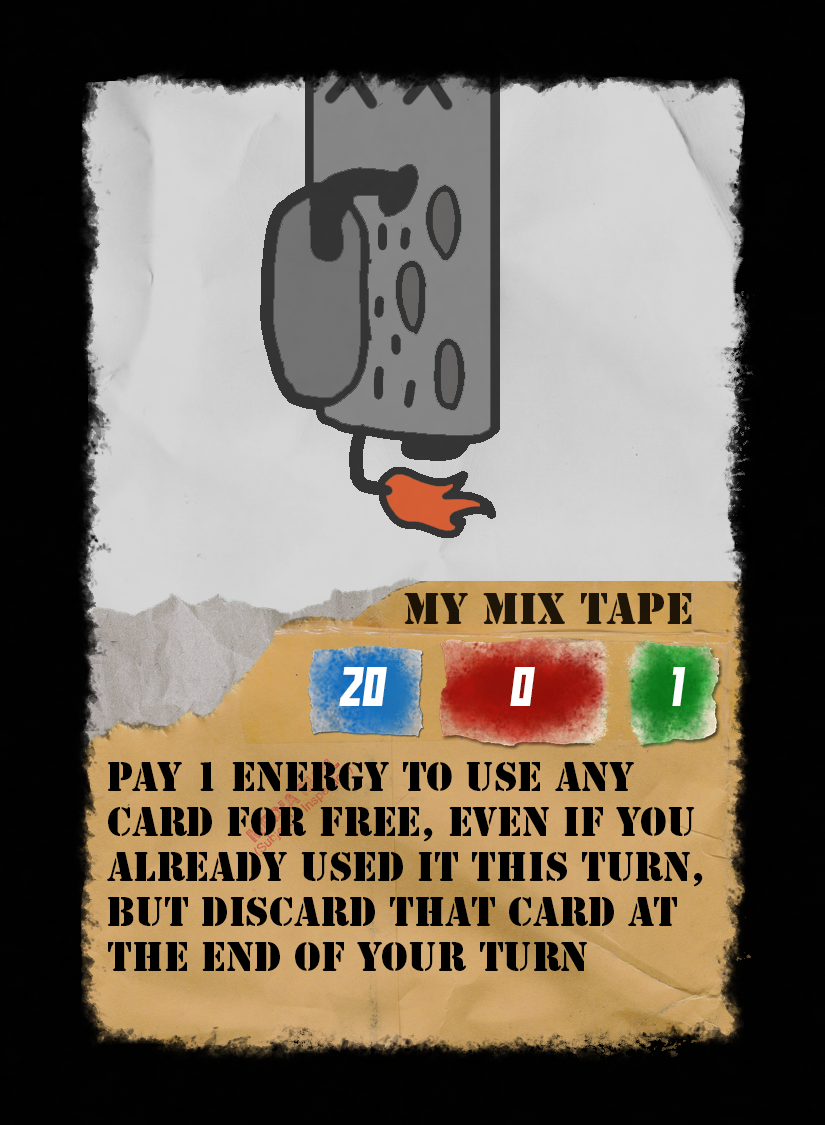 MY MIX TAPE
20 0 1
PAY 1 ENERGY TO USE ANY
CARD FOR FREE, EVEN IF YOU
ALREADY USED IT THIS TURN,
BUT DISCARD THAT CARD AT
THE END OF YOUR TURN